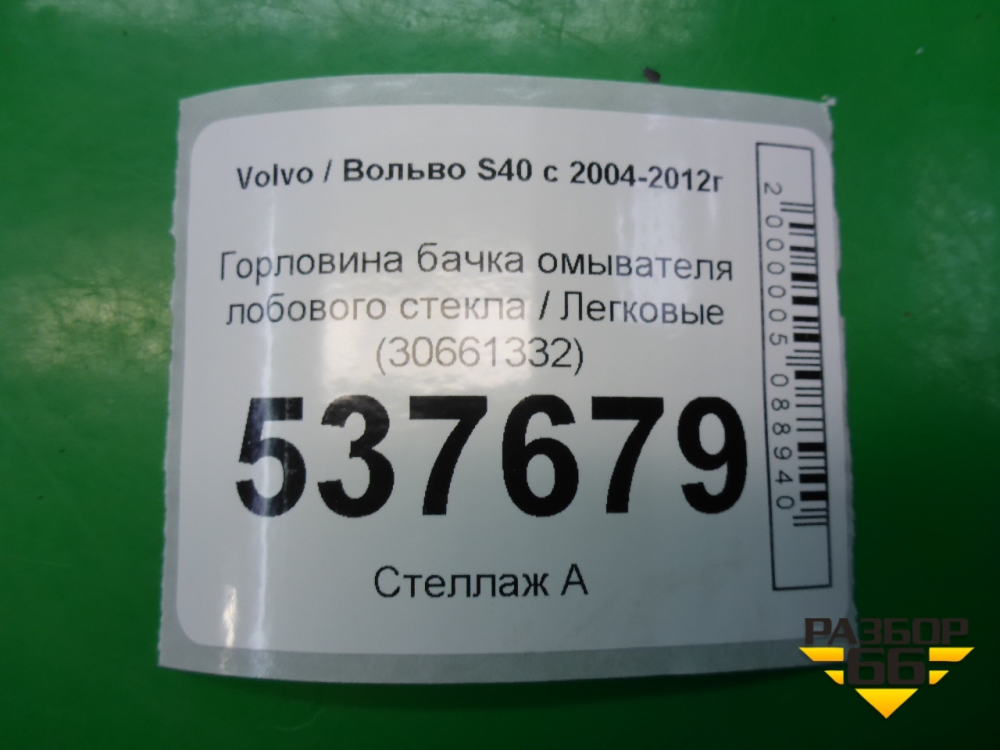 Volvo / Вольво S40 с 2004-2012г
Горловина бачка омывателя
лобового стекла / Легковые
(30661332)
537679
Стеллаж А
2000005088940
РАЗБОР
66